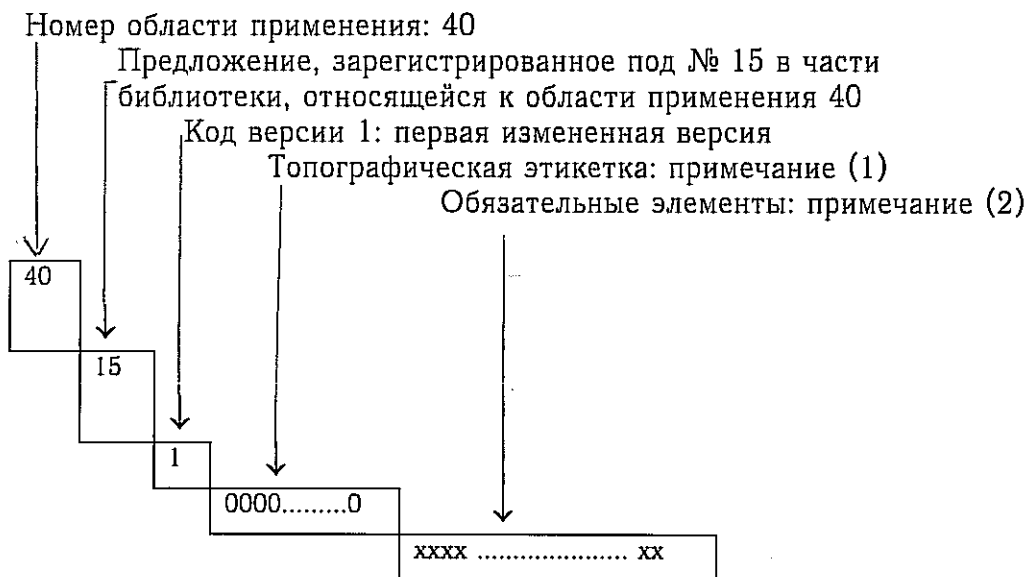 Номер области применения: 40
Предложение, зарегистрированное под № 15 в части
библиотеки, относящейся к области применения 40
Код версии 1: первая измененная версия
Топографическая этикетка: примечание (1)
Обязательные элементы: примечание (2)
40
15
1
0000.........0
xxxx ...................... xx